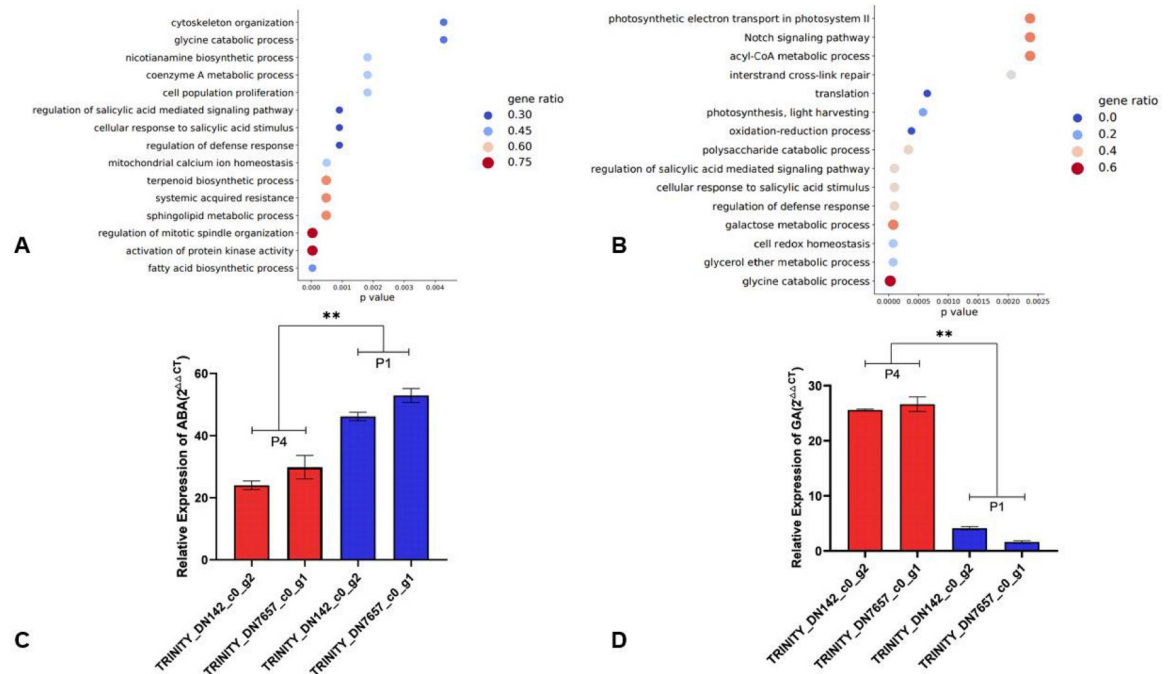 cytoskeleton organization
glycine catabolic process
nicotianamine biosynthetic process
coenzyme A metabolic process
cell population proliferation
regulation of salicylic acid mediated signaling pathway
cellular response to salicylic acid stimulus
regulation of defense response
mitochondrial calcium ion homeostasis
terpenoid biosynthetic process
systemic acquired resistance
sphingolipid metabolic process
regulation of mitotic spindle organization
activation of protein kinase activity
fatty acid biosynthetic process
0.000 0.001 0.002 0.003 0.004
p value
gene ratio
0.30
0.45
0.60
0.75
A
photosynthetic electron transport in photosystem II
Notch signaling pathway
acyl-CoA metabolic process
interstrand cross-link repair
translation
photosynthesis, light harvesting
oxidation-reduction process
polysaccharide catabolic process
regulation of salicylic acid mediated signaling pathway
cellular response to salicylic acid stimulus
regulation of defense response
galactose metabolic process
cell redox homeostasis
glycerol ether metabolic process
glycine catabolic process
0.0000 0.0005 0.0010 0.0015 0.0020 0.0025
p value
gene ratio
0.0
0.2
0.4
0.6
B
**
P1
P4
Relative Expression of ABA(2^△△CT)
60
40
20
0
TRINITY_DN142_c0_g2
TRINITY_DN7657_c0_g1
TRINITY_DN142_c0_g2
TRINITY_DN7657_c0_g1
C
**
P4
P1
Relative Expression of GA(2^-△△CT)
30
20
10
0
TRINITY_DN142_c0_g2
TRINITY_DN7657_c0_g1
TRINITY_DN142_c0_g2
TRINITY_DN7657_c0_g1
D